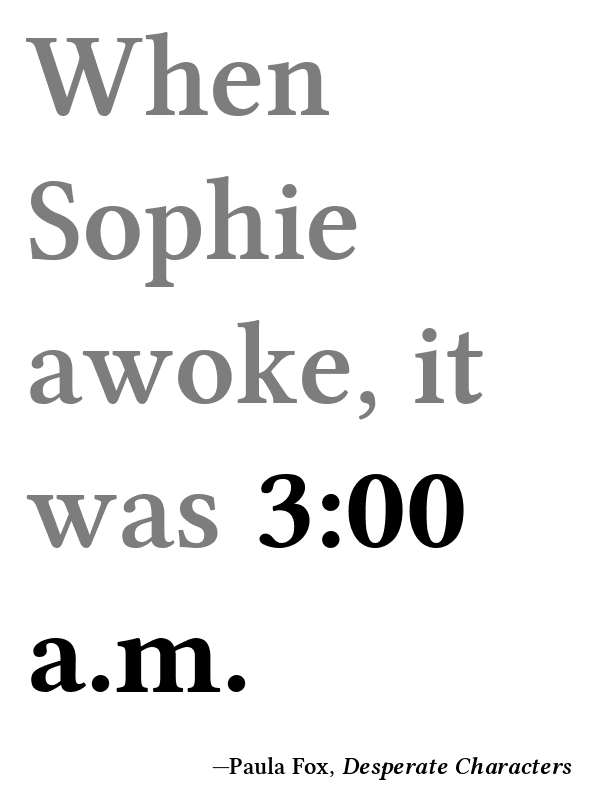 When
Sophie
awoke, it
was 3:00
a.m.
—Paula Fox, Desperate Characters